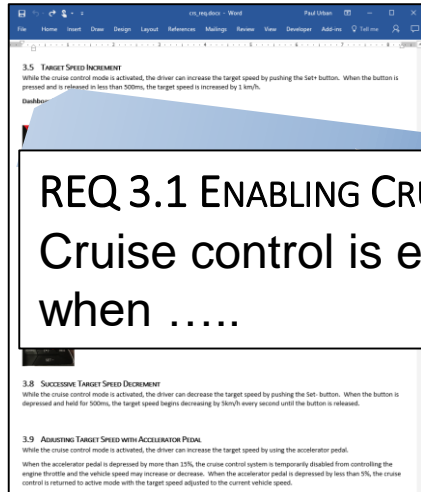 crs_req.docx - Word
Paul Urban
File Home Insert Draw Design Layout References Mailings Review View Developer Add-ins Tell me
3.5 TARGET SPEED INCREMENT
While the cruise control mode is activated, the driver can increase the target speed by pushing the Set+ button. When the button is
pressed and is released in less than 500ms, the target speed is increased by 1 km/h.
REQ 3.1 ENABLING CRU
Cruise control is e
when .....
3.8 SUCCESSIVE TARGET SPEED DECREMENT
While the cruise control mode is activated, the driver can decrease the target speed by pushing the Set- button. When the button is
depressed and held for 500ms, the target speed begins decreasing by 5km/h every second until the button is released.
3.9 ADJUSTING TARGET SPEED WITH ACCELERATOR PEDAL
While the cruise control mode is activated, the driver can increase the target speed by using the accelerator pedal.
When the accelerator pedal is depressed by more than 15%, the cruise control system is temporarily disabled from controlling the
engine throttle and the vehicle speed may increase or decrease. When the accelerator pedal is depressed by less than 5%, the cruise
control is returned to active mode with the target speed adjusted to the current vehicle speed.